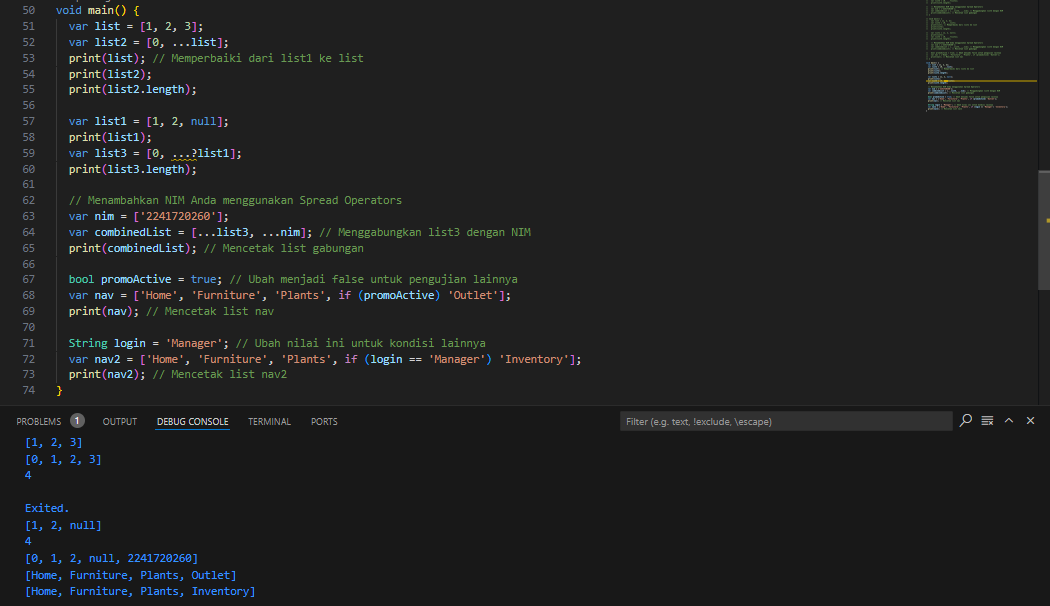 50 void main() {
51 var list = [1, 2, 3];
52 var list2 = [0, ...list];
53 print(list); // Memperbaiki dari list1 ke list
54 print(list2);
55 print(list2.length);
56
57 var list1 = [1, 2, null];
58 print(list1);
59 var list3 = [0, ...?list1];
60 print(list3.length);
61
62 // Menambahkan NIM Anda menggunakan Spread Operators
63 var nim = ['2241720260'];
64 var combinedList = [...list3, ...nim]; // Menggabungkan list3 dengan NIM
65 print(combinedList); // Mencetak list gabungan
66
67 bool promoActive = true; // Ubah menjadi false untuk pengujian lainnya
68 var nav = ['Home', 'Furniture', 'Plants', if (promoActive) 'Outlet'];
69 print(nav); // Mencetak list nav
70
71 String login = 'Manager'; // Ubah nilai ini untuk kondisi lainnya
72 var nav2 = ['Home', 'Furniture', 'Plants', if (login == 'Manager') 'Inventory'];
73 print(nav2); // Mencetak list nav2
74 }
PROBLEMS 1 OUTPUT DEBUG CONSOLE TERMINAL PORTS Filter (e.g. text, !exclude, \escape)
[1, 2, 3]
[0, 1, 2, 3]
4
Exited.
[1, 2, null]
4
[0, 1, 2, null, 2241720260]
[Home, Furniture, Plants, Outlet]
[Home, Furniture, Plants, Inventory]